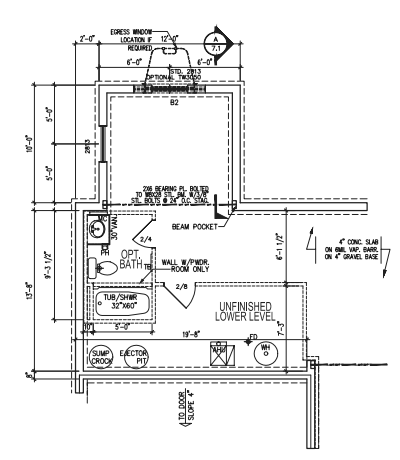 EGRESS WINDOW
LOCATION IF
REQUIRED
2'-0"
12'-0"
A
7.1
6'-0"
6'-0"
STD. 2813
OPTIONAL TW3050
B2
10'-0"
5'-0"
2813
5'-0"
2X6 BEARING PL. BOLTED
TO W8X28 STL. BM. W/3/8"
STL. BOLTS @ 24" O.C. STAG.
MC
30"VAN.
BEAM POCKET
2/4
PH
OPT.
BATH
TB
WALL W/PWDR.
ROOM ONLY
6'-11 1/2"
4" CONC. SLAB
ON 6MIL VAP. BARR.
ON 4" GRAVEL BASE
9'-3 1/2"
13'-8"
TUB/SHWR
32"X60"
2/8
UNFINISHED
LOWER LEVEL
10"
5'-0"
7'-3"
19'-8"
FD
SUMP
CROCK
EJECTOR
PIT
AHU
WH
8"
TO DOOR
SLOPE 4"